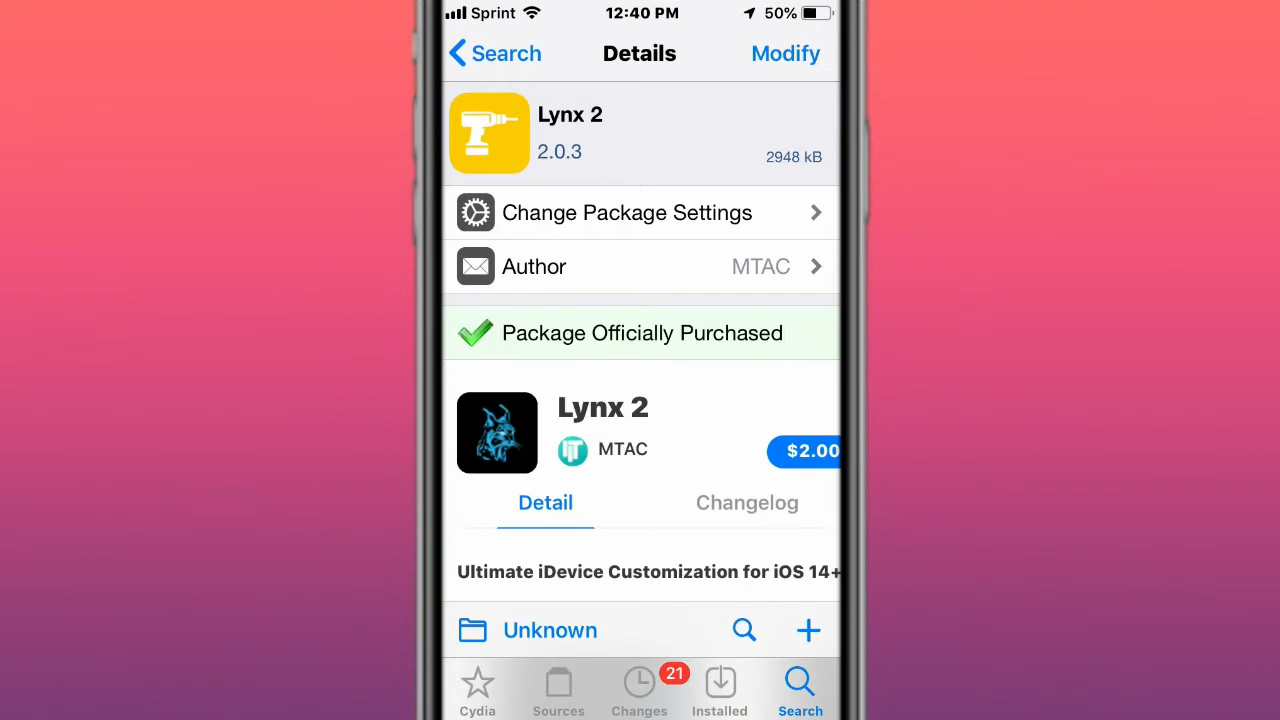 Sprint 12:40 PM 50%
Search Details Modify
Lynx 2
2.0.3 2948 kB
Change Package Settings
Author MTAC
Package Officially Purchased
Lynx 2
MTAC $2.00
Detail Changelog
Ultimate iDevice Customization for iOS 14+
Unknown
21
Cydia Sources Changes Installed Search